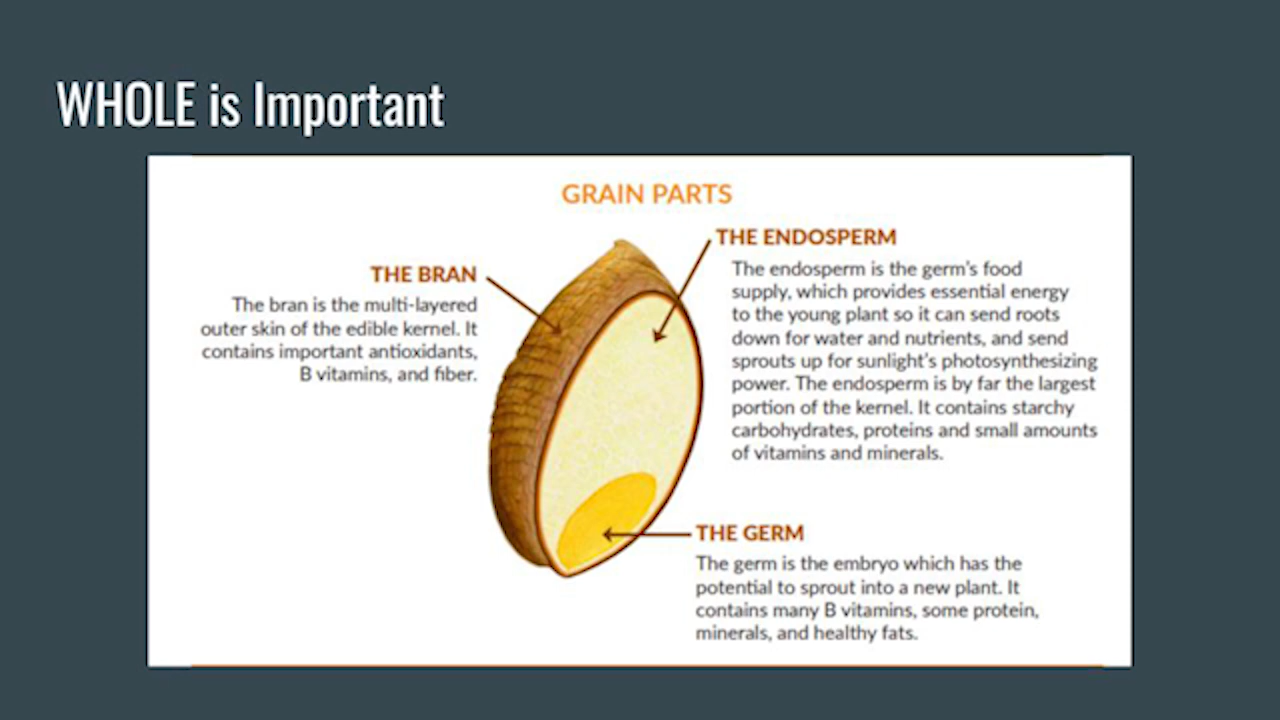 WHOLE is Important
GRAIN PARTS
THE BRAN
The bran is the multi-layered
outer skin of the edible kernel. It
contains important antioxidants,
B vitamins, and fiber.
THE ENDOSPERM
The endosperm is the germ's food
supply, which provides essential energy
to the young plant so it can send roots
down for water and nutrients, and send
sprouts up for sunlight's photosynthesizing
power. The endosperm is by far the largest
portion of the kernel. It contains starchy
carbohydrates, proteins and small amounts
of vitamins and minerals.
THE GERM
The germ is the embryo which has the
potential to sprout into a new plant. It
contains many B vitamins, some protein,
minerals, and healthy fats.